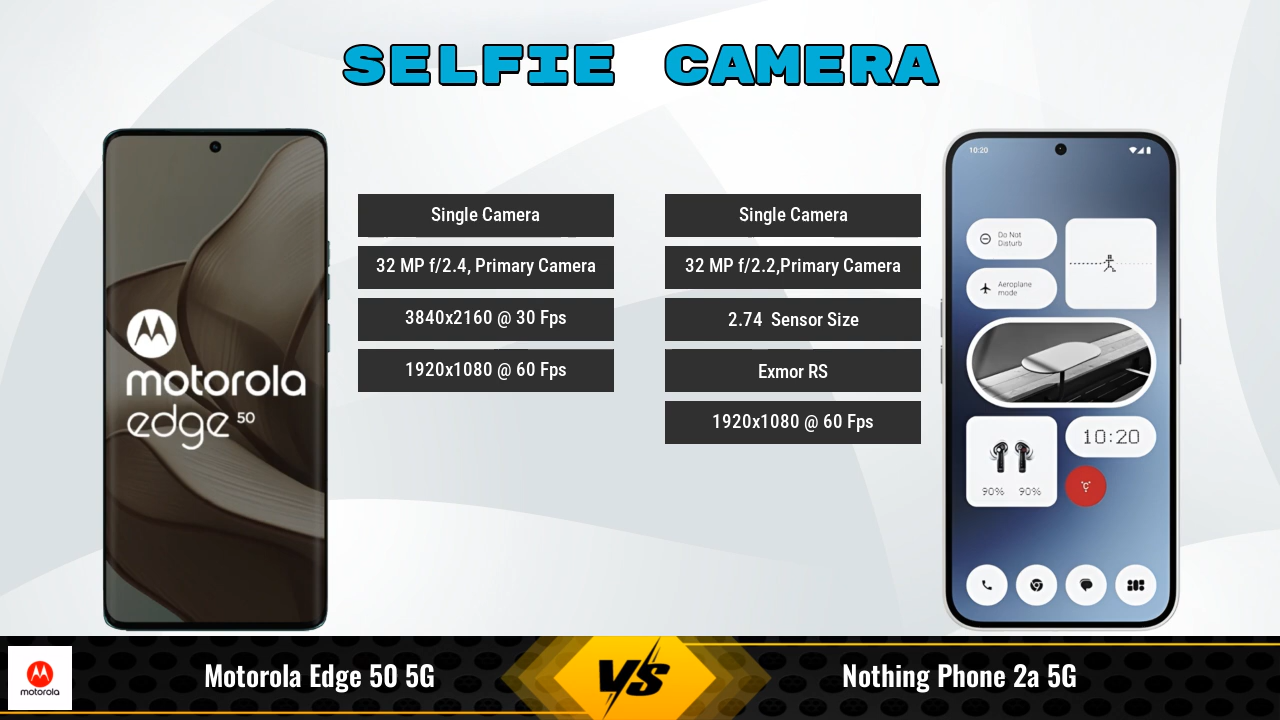 SELFIE CAMERA
motorola
edge 50
Single Camera
32 MP f/2.4, Primary Camera
3840x2160 @ 30 Fps
1920x1080 @ 60 Fps
Single Camera
32 MP f/2.2,Primary Camera
2.74 Sensor Size
Exmor RS
1920x1080 @ 60 Fps
10:20
Do Not
Disturb
Aeroplane
mode
10:20
90% 90%
motorola
Motorola Edge 50 5G
VS
Nothing Phone 2a 5G